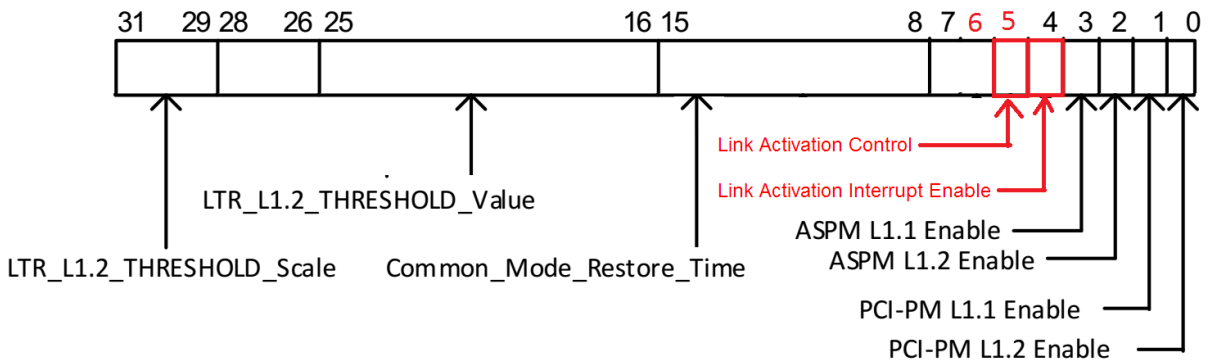 31 29 28 26 25 16 15 8 7 6 5 4 3 2 1 0
Link Activation Control
Link Activation Interrupt Enable
LTR_L1.2_THRESHOLD_Value
ASPM L1.1 Enable
LTR_L1.2_THRESHOLD_Scale Common_Mode_Restore_Time ASPM L1.2 Enable
PCI-PM L1.1 Enable
PCI-PM L1.2 Enable